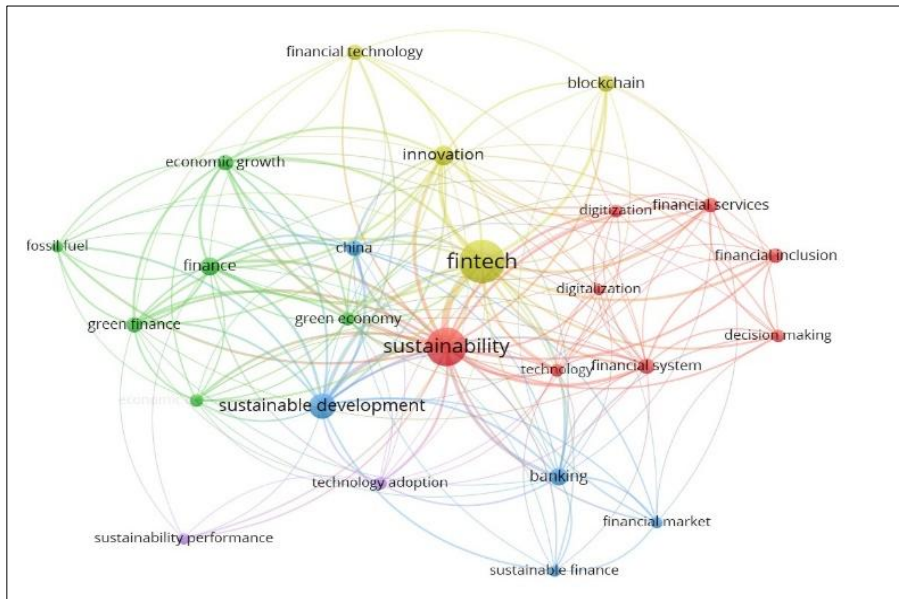 financial technology
blockchain
innovation
economic growth
digitization
financial services
fossil fuel
china
financial inclusion
finance
fintech
digitalization
green finance
green economy
decision making
sustainability
technology
financial system
economic
sustainable development
banking
technology adoption
financial market
sustainability performance
sustainable finance